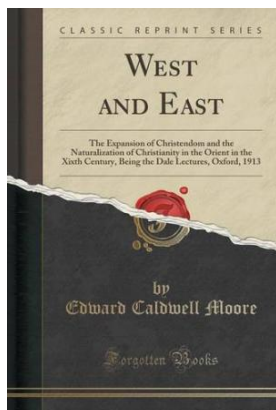 CLASSIC REPRINT SERIES
WEST
AND EAST
The Expansion of Christendom and the
Naturalization of Christianity in the Orient in the
Xixth Century, Being the Dale Lectures, Oxford, 1913
by
Edward Caldwell Moore
Forgotten Books